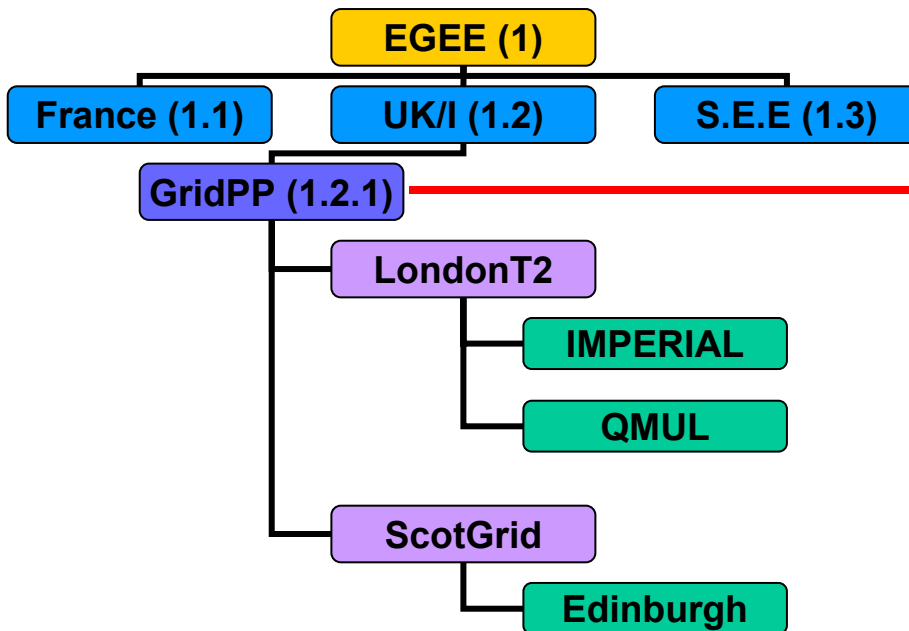 EGEE (1)
France (1.1)
UK/I (1.2)
S.E.E (1.3)
GridPP (1.2.1)
LondonT2
IMPERIAL
QMUL
ScotGrid
Edinburgh